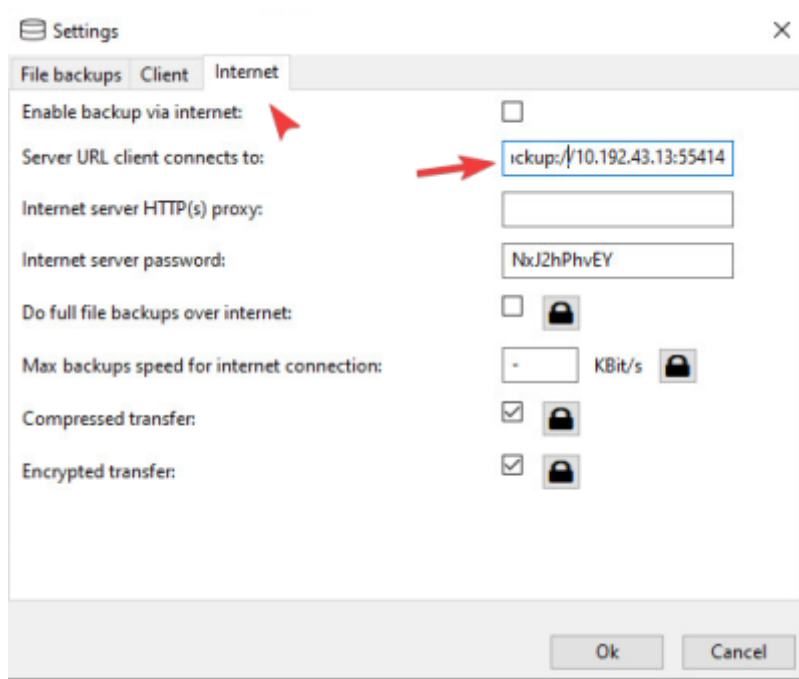 Settings
File backups Client Internet
Enable backup via internet:
Server URL client connects to: ıckup://10.192.43.13:55414
Internet server HTTP(s) proxy:
Internet server password: NxJ2hPhvEY
Do full file backups over internet:
Max backups speed for internet connection: - KBit/s
Compressed transfer:
Encrypted transfer:
Ok Cancel